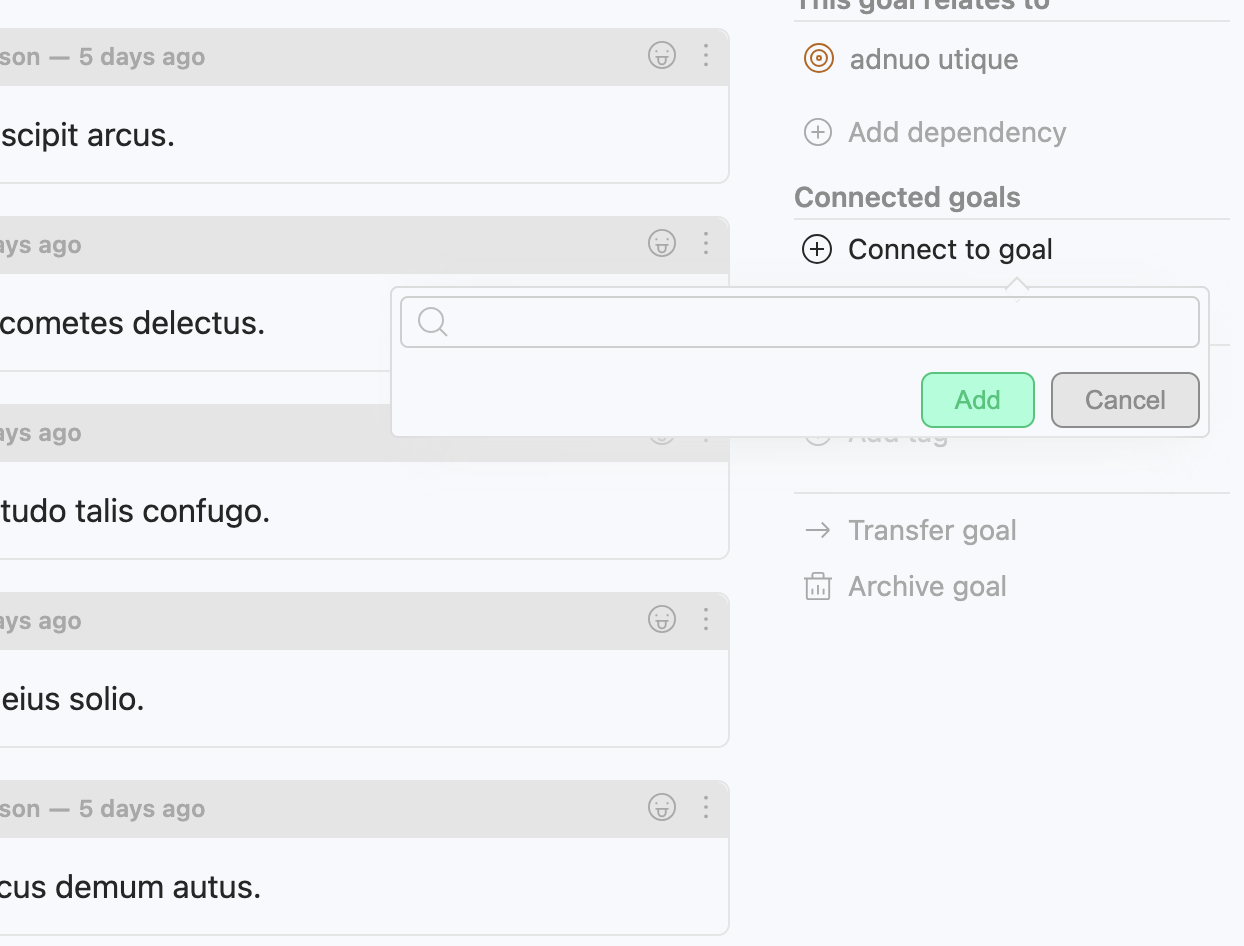 son — 5 days ago
scipit arcus.
ays ago
cometes delectus.
ays ago
tudo talis confugo.
ays ago
eius solio.
son — 5 days ago
cus demum autus.
This goal relates to
adnuo utique
Add dependency
Connected goals
Connect to goal
Add
Cancel
Add tag
Transfer goal
Archive goal